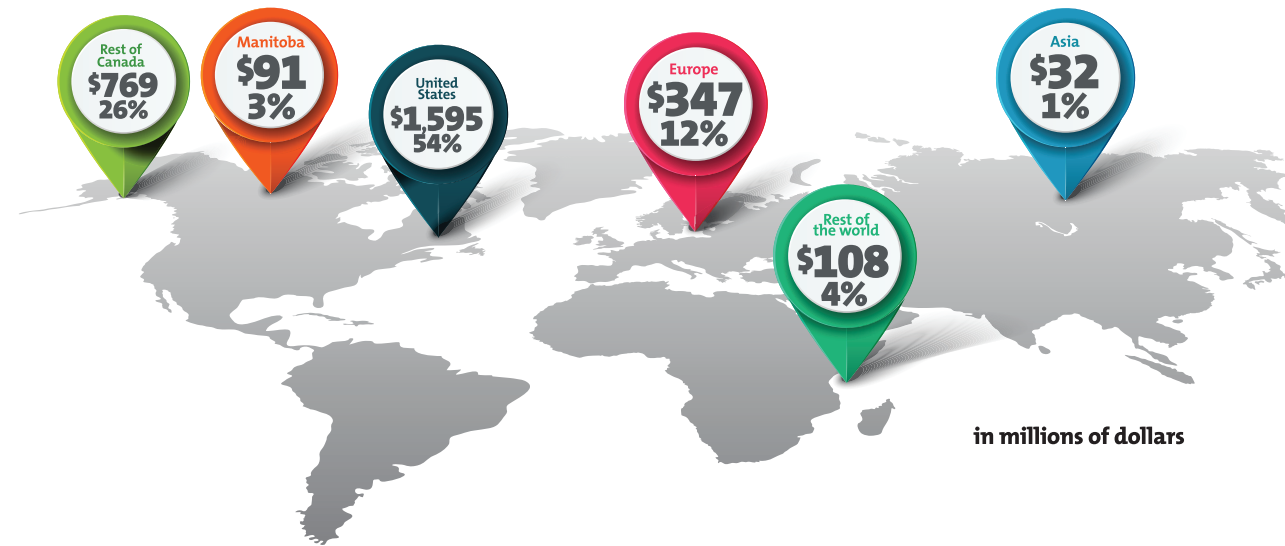 Rest of
Canada
$769
26%
Manitoba
$91
3%
United
States
$1,595
54%
Europe
$347
12%
Asia
$32
1%
Rest of
the world
$108
4%
in millions of dollars